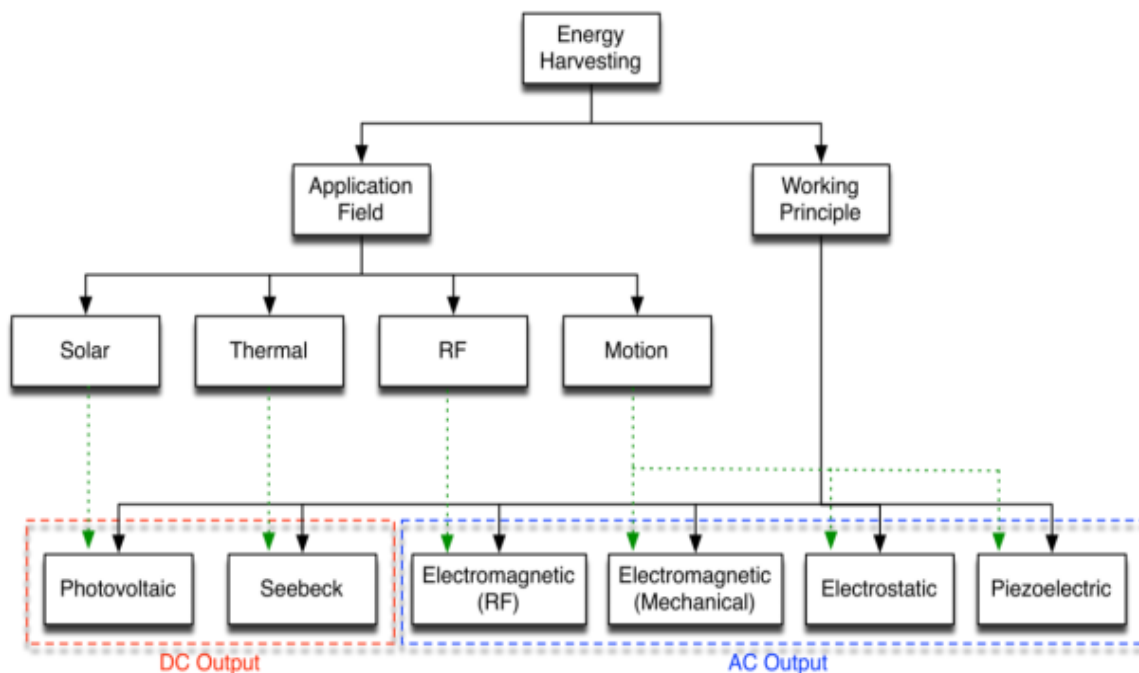 Energy
Harvesting
Application
Field
Working
Principle
Solar
Thermal
RF
Motion
Photovoltaic
Seebeck
Electromagnetic
(RF)
Electromagnetic
(Mechanical)
Electrostatic
Piezoelectric
DC Output
AC Output